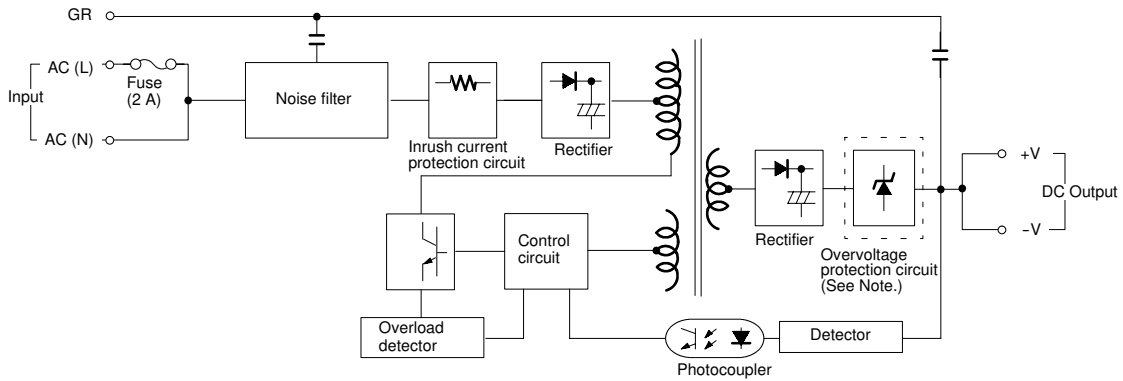 GR
AC (L)
Fuse
(2 A)
Input
AC (N)
Noise filter
Inrush current
protection circuit
Rectifier
Rectifier
Overvoltage
protection circuit
(See Note.)
+V
DC Output
−V
Control
circuit
Overload
detector
Photocoupler
Detector